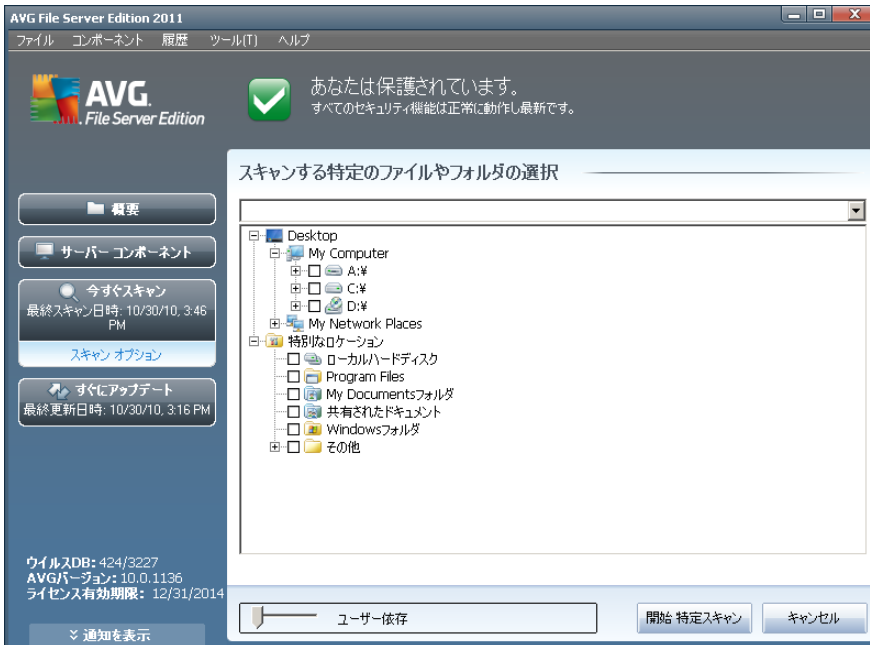 AVG File Server Edition 2011
ファイル コンポーネント 履歴 ツール(T) ヘルプ
AVG.
File Server Edition
あなたは保護されています。
すべてのセキュリティ機能は正常に動作し最新です。
概要
サーバー コンポーネント
今すぐスキャン
最終スキャン日時: 10/30/10, 3:46
PM
スキャン オプション
すぐにアップデート
最終更新日時: 10/30/10, 3:16 PM
ウイルスDB: 424/3227
AVGバージョン: 10.0.1136
ライセンス有効期限: 12/31/2014
通知を表示
スキャンする特定のファイルやフォルダの選択
Desktop
My Computer
A:¥
C:¥
D:¥
My Network Places
特別なロケーション
ローカルハードディスク
Program Files
My Documentsフォルダ
共有されたドキュメント
Windowsフォルダ
その他
ユーザー依存
開始 特定スキャン
キャンセル